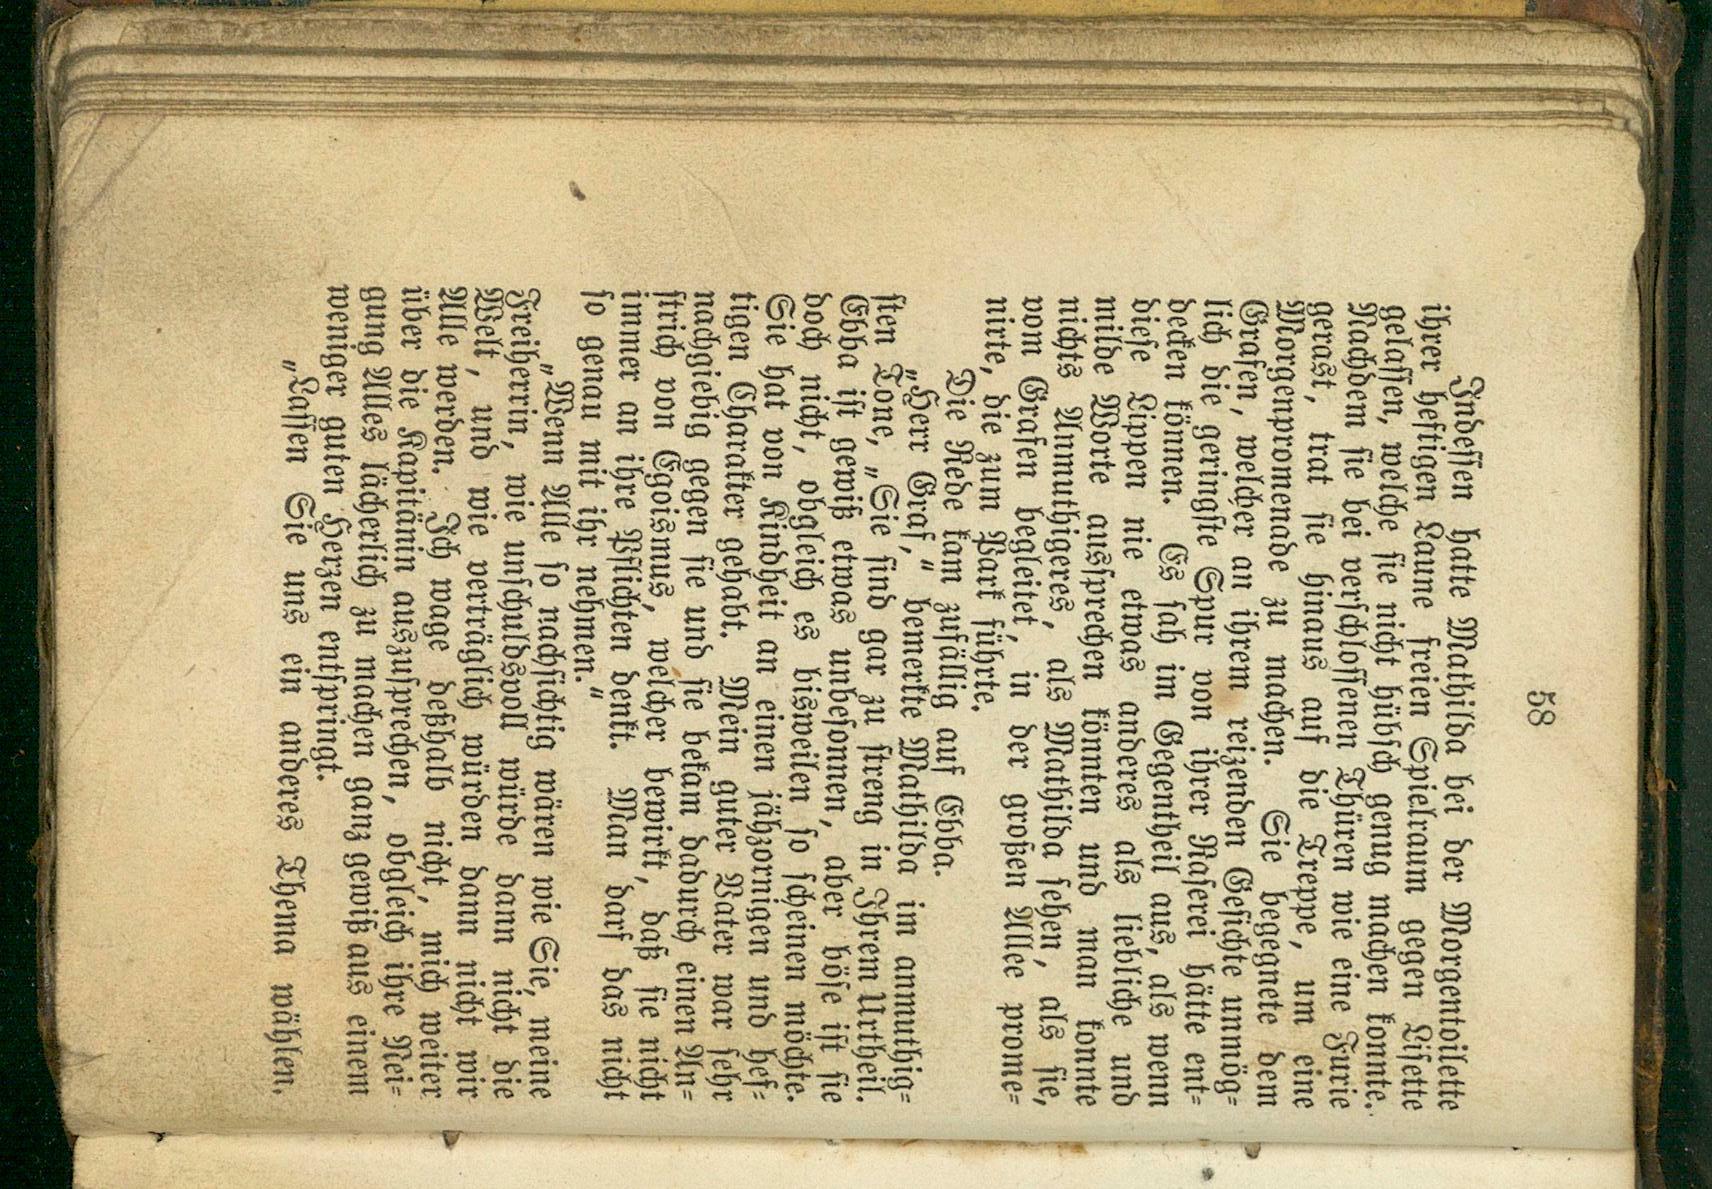 58
Indessen hatte Mathilda bei der Morgentoilette
ihrer heftigen Laune freien Spielraum gegen Lisette
gelassen, welche sie nicht hübsch genug machen konnte.
Nachdem sie bei verschlossenen Thüren wie eine Furie
gerast, trat sie hinaus auf die Treppe, um eine
Morgenpromenade zu machen. Sie begegnete dem
Grafen, welcher an ihrem reizenden Gesichte unmög-
lich die geringste Spur von ihrer Raserei hätte ent-
decken können. Es sah im Gegentheil aus, als wenn
diese Lippen nie etwas anderes als liebliche und
milde Worte aussprechen könnten und man konnte
nichts Anmuthigeres, als Mathilda sehen, als sie,
vom Grafen begleitet, in der großen Allee prome-
nirte, die zum Park führte.
Die Rede kam zufällig auf Ebba.
„Herr Graf,“ bemerkte Mathilda in anmuthig-
sten Tone, „Sie sind gar zu streng in Ihrem Urtheil.
Ebba ist gewiß etwas unbesonnen, aber böse ist sie
doch nicht, obgleich es bisweilen so scheinen möchte.
Sie hat von Kindheit an einen jähzornigen und hef-
tigen Charakter gehabt. Mein guter Vater war sehr
nachgiebig gegen sie und sie bekam dadurch einen An-
strich von Egoismus, welcher bewirkt, daß sie nicht
immer an ihre Pflichten denkt. Man darf das nicht
so genau mit ihr nehmen.“
„Wenn Alle so nachsichtig wären wie Sie, meine
Freiherrin, wie unschuldsvoll würde dann nicht die
Welt, und wie verträglich würden dann nicht wir
Alle werden. Ich wage deßhalb nicht, mich weiter
über die Kapitänin auszusprechen, obgleich ihre Nei-
gung Alles lächerlich zu machen ganz gewiß aus einem
weniger guten Herzen entspringt.
„Lassen Sie uns ein anderes Thema wählen.